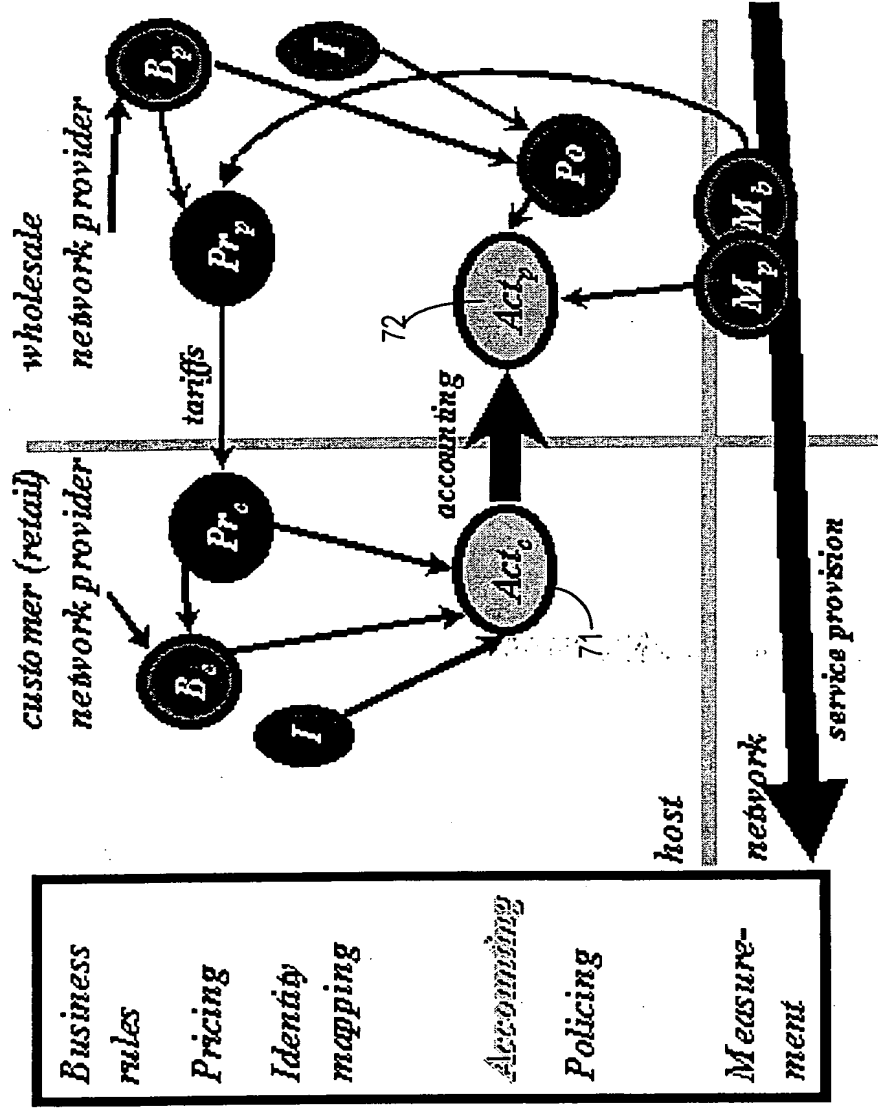 customer (retail)
network provider
wholesale
network provider
B_c
B_p
I
I
Pr_c
tariffs
Pr_p
Act_c
71
accounting
Act_p
72
Po
M_p
M_b
host
network
service provision
Business
rules
Pricing
Identity
mapping
Accounting
Policing
Measure-
ment